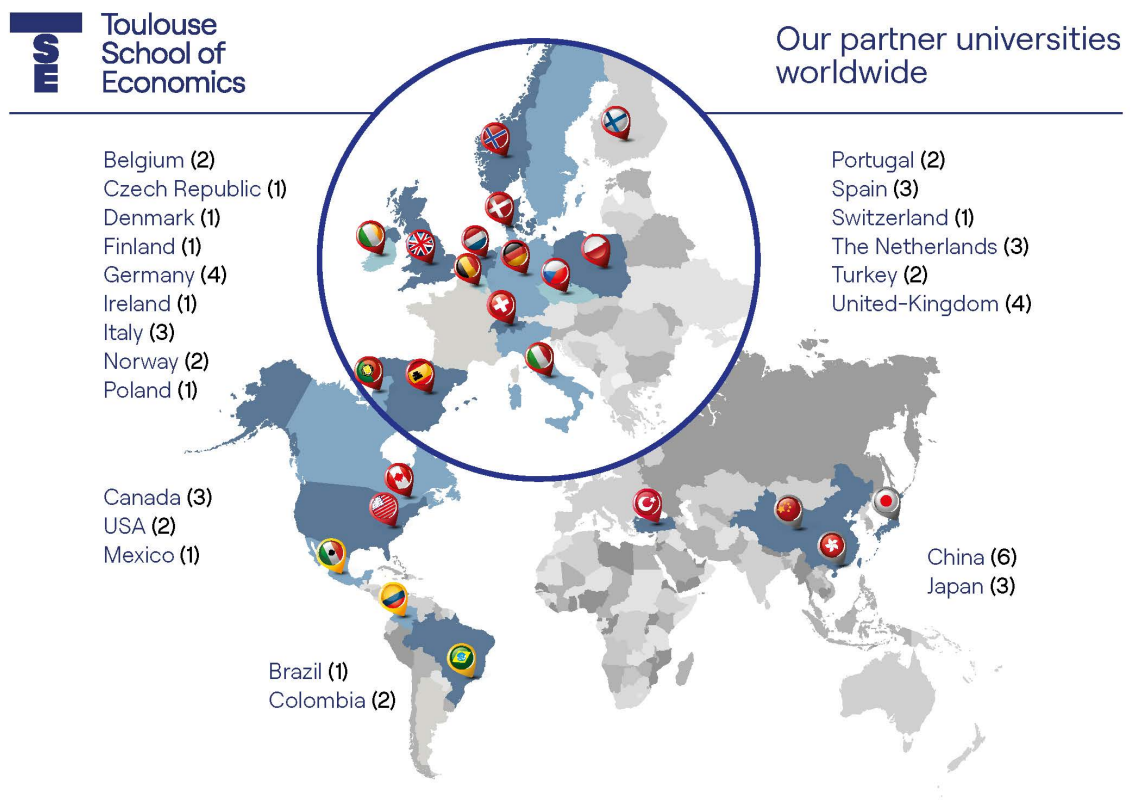 TSE
Toulouse
School of
Economics
Our partner universities
worldwide
Belgium (2)
Czech Republic (1)
Denmark (1)
Finland (1)
Germany (4)
Ireland (1)
Italy (3)
Norway (2)
Poland (1)
Portugal (2)
Spain (3)
Switzerland (1)
The Netherlands (3)
Turkey (2)
United-Kingdom (4)
Canada (3)
USA (2)
Mexico (1)
China (6)
Japan (3)
Brazil (1)
Colombia (2)